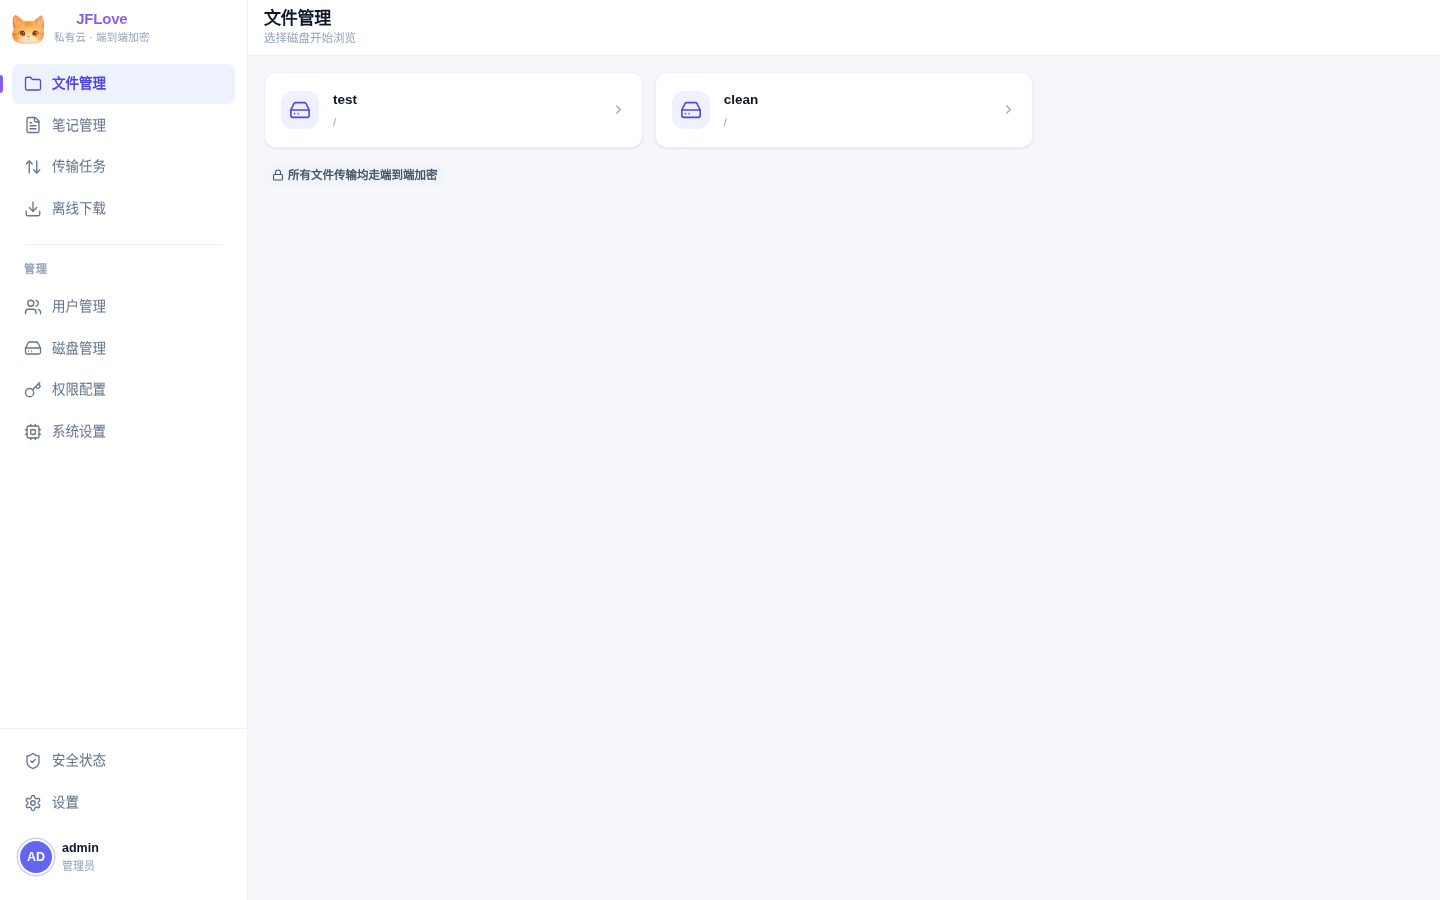 JFLove
私有云 · 端到端加密
文件管理
笔记管理
传输任务
离线下载
管理
用户管理
磁盘管理
权限配置
系统设置
安全状态
设置
AD
admin
管理员
文件管理
选择磁盘开始浏览
test
/
clean
/
所有文件传输均走端到端加密